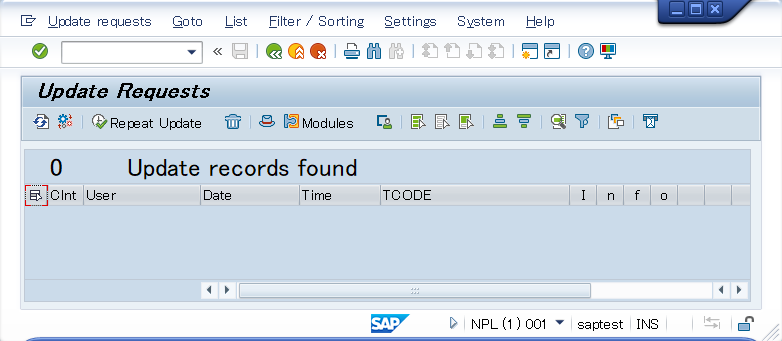 Update requests Goto List Filter / Sorting Settings System Help
«
Update Requests
Repeat Update Modules
0 Update records found
Clnt User Date Time TCODE I n f o
SAP NPL (1) 001 saptest INS